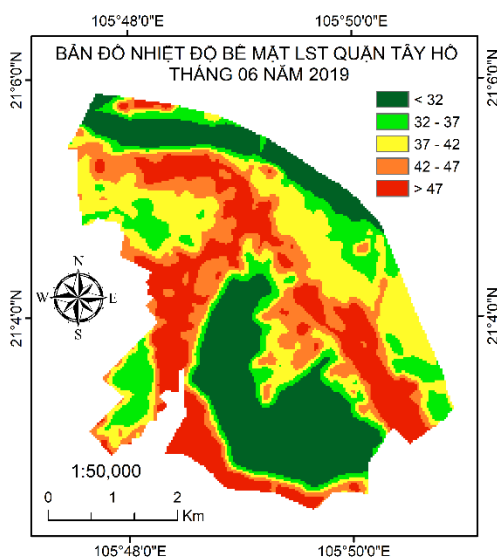 105°48'0"E 105°50'0"E
BẢN ĐỒ NHIỆT ĐỘ BỀ MẶT LST QUẬN TÂY HỒ
THÁNG 06 NĂM 2019
21°6'0"N 21°6'0"N
< 32
32 - 37
37 - 42
42 - 47
> 47
N
W E
S
21°4'0"N 21°4'0"N
1:50,000
0 1 2
Km
105°48'0"E 105°50'0"E